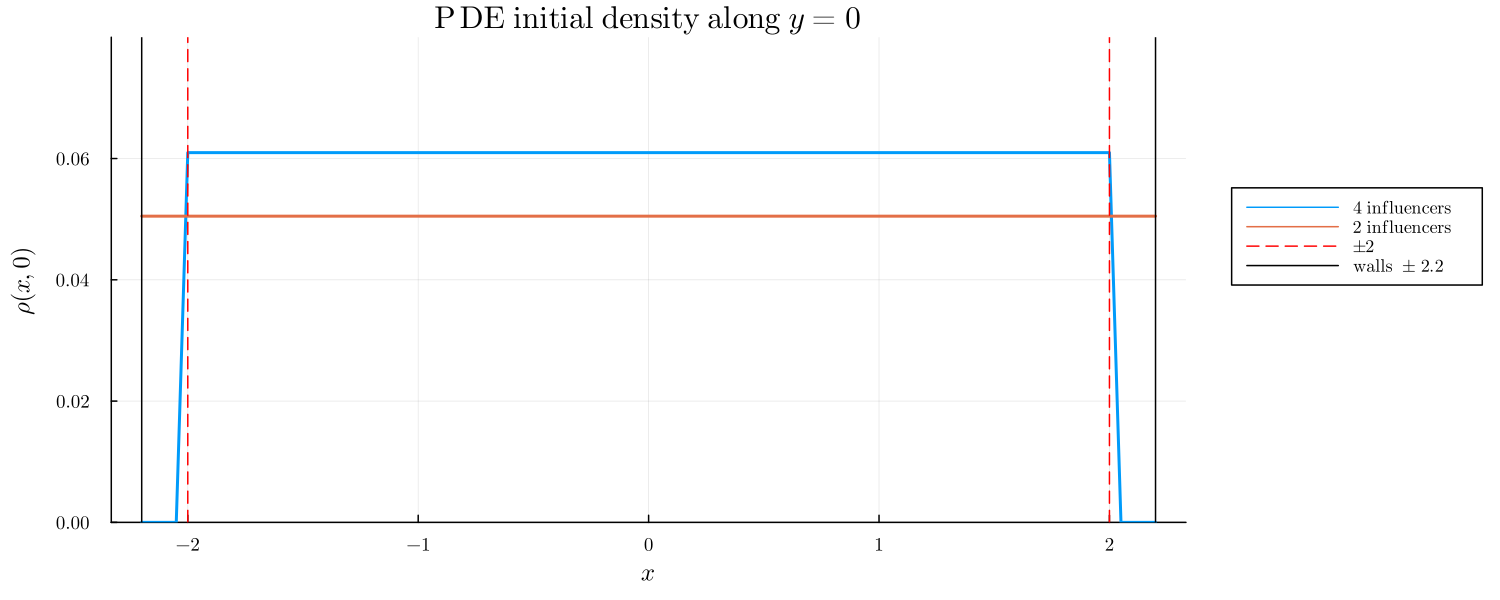 PDE initial density along y = 0
ρ(x, 0)
0.06
0.04
0.02
0.00
−2 −1 0 1 2
x
4 influencers
2 influencers
±2
walls ± 2.2